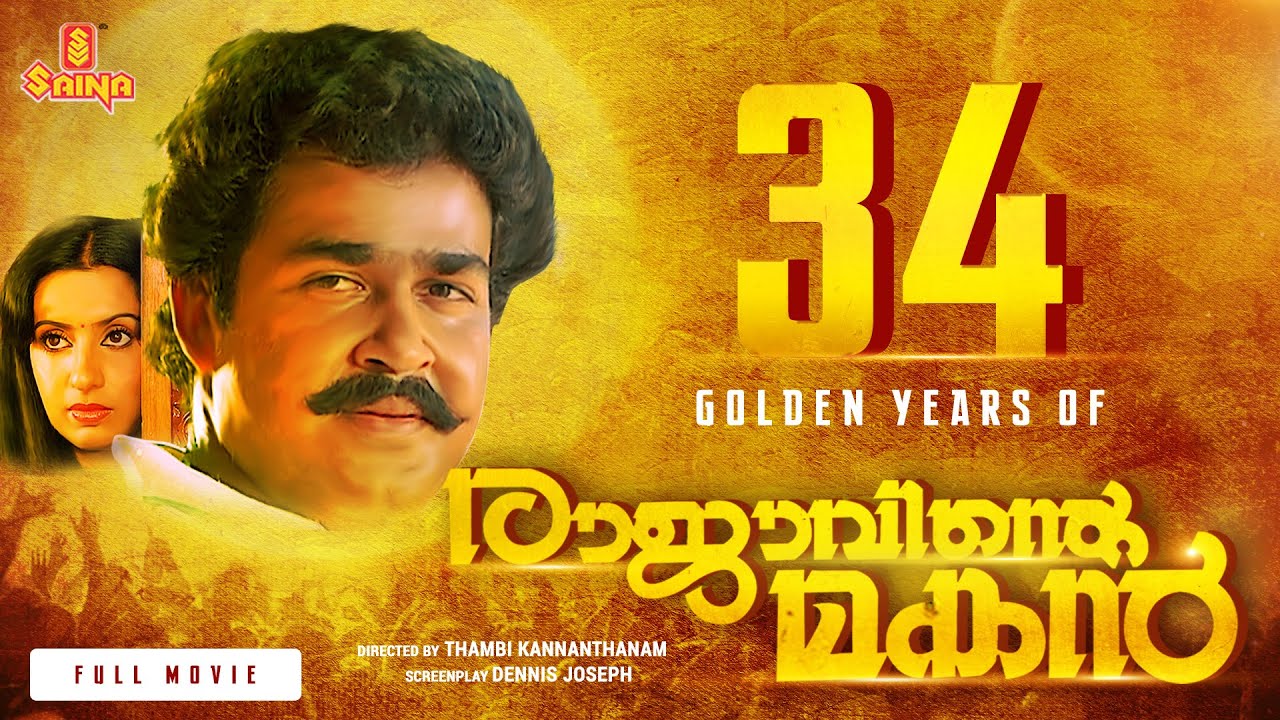 SAINA
34
GOLDEN YEARS OF
രാജാവിന്റെ
മകൻ
DIRECTED BY THAMBI KANNANTHANAM
SCREENPLAY DENNIS JOSEPH
FULL MOVIE